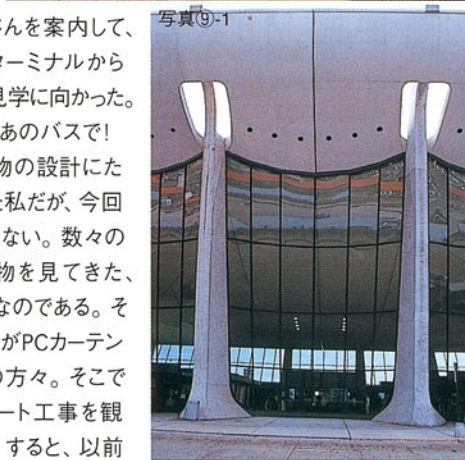 んを案内して、
ーミナルから
見学に向かった。
あのバスで!
物の設計にた
私だが、今回
ない。数々の
物を見てきた、
なのである。そ
がPCカーテン
の方々。そこで
ート工事を観
すると、以前
写真⑨-1